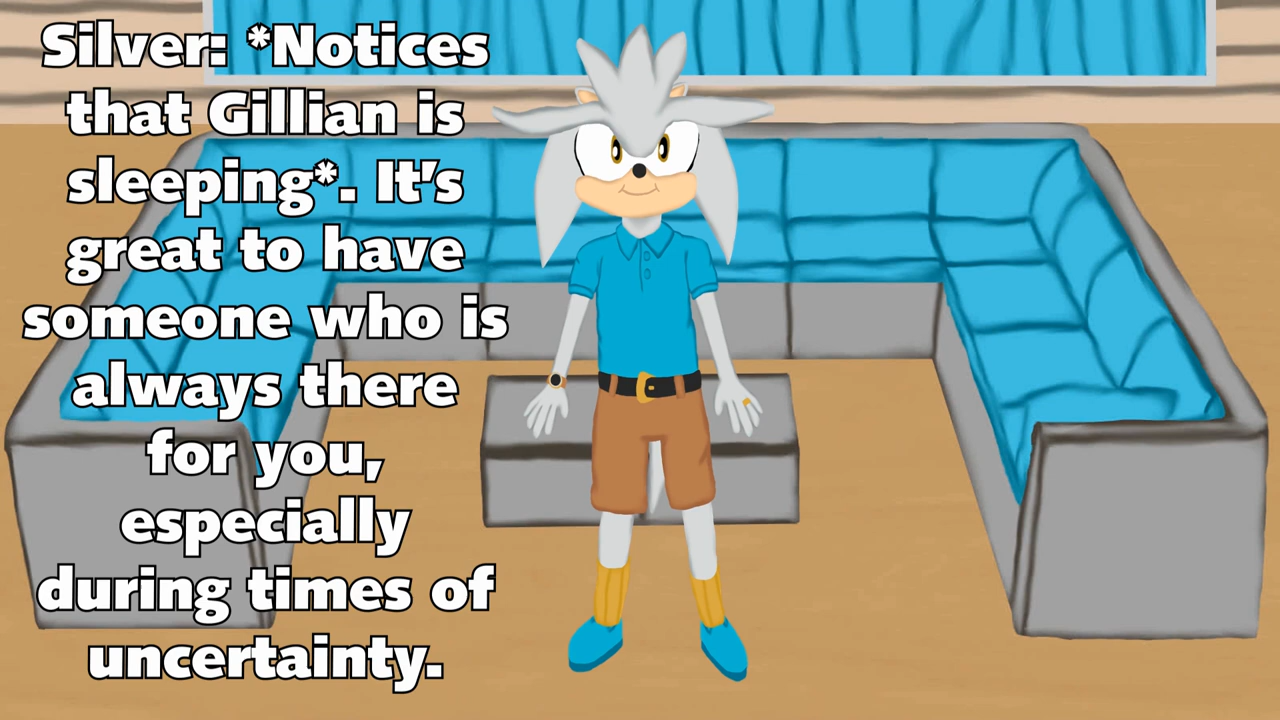 Silver: *Notices
that Gillian is
sleeping*. It's
great to have
someone who is
always there
for you,
especially
during times of
uncertainty.